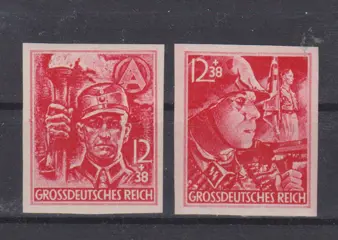 12
+
38
GROSSDEUTSCHES REICH
12+38
GROSSDEUTSCHES REICH